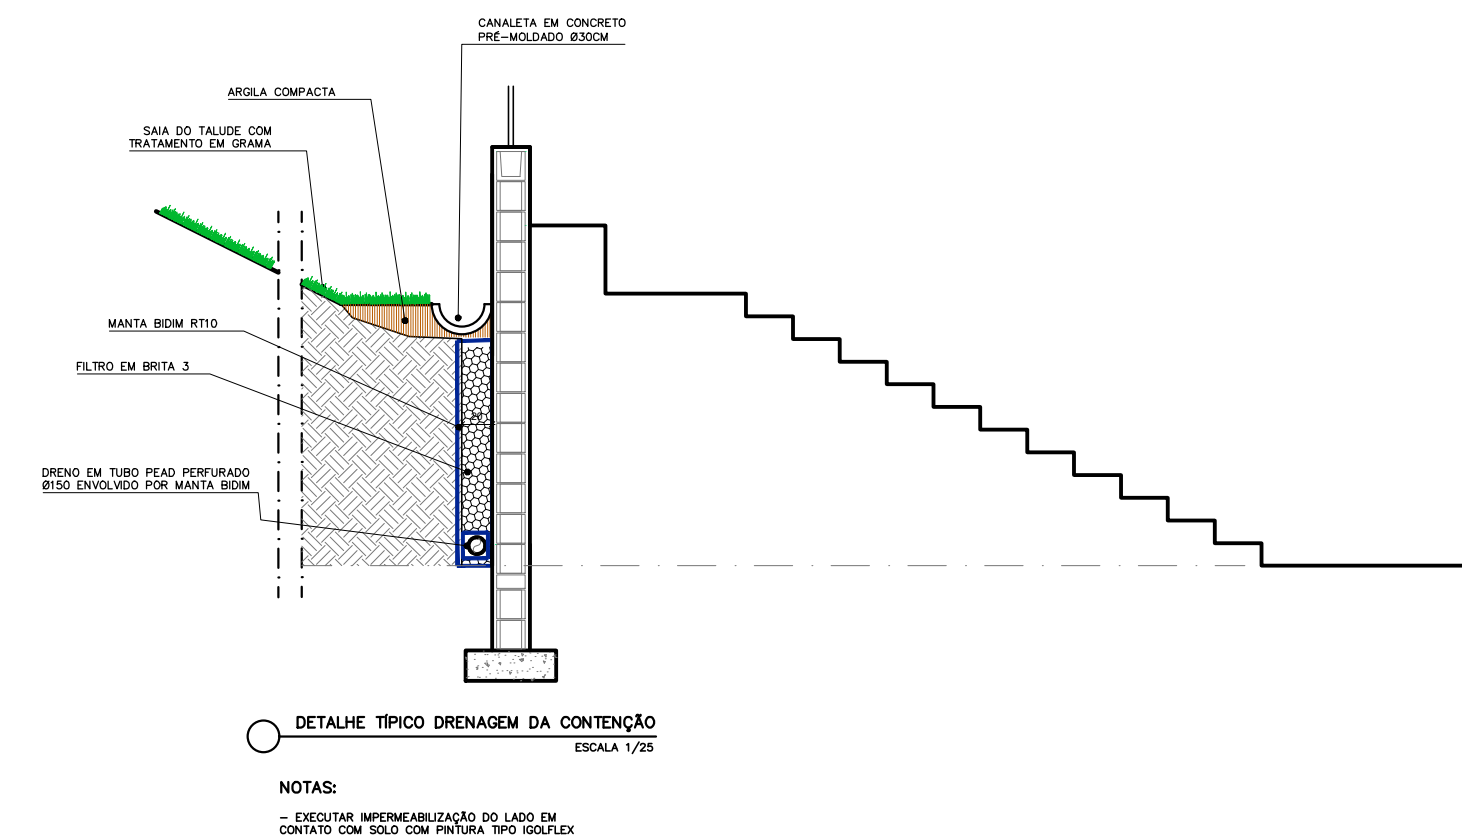 CANALETA EM CONCRETO
PRÉ-MOLDADO Ø30CM
ARGILA COMPACTA
SAIA DO TALUDE COM
TRATAMENTO EM GRAMA
MANTA BIDIM RT10
FILTRO EM BRITA 3
DRENO EM TUBO PEAD PERFURADO
Ø150 ENVOLVIDO POR MANTA BIDIM
DETALHE TÍPICO DRENAGEM DA CONTENÇÃO
ESCALA 1/25
NOTAS:
- EXECUTAR IMPERMEABILIZAÇÃO DO LADO EM
CONTATO COM SOLO COM PINTURA TIPO IGOLFLEX